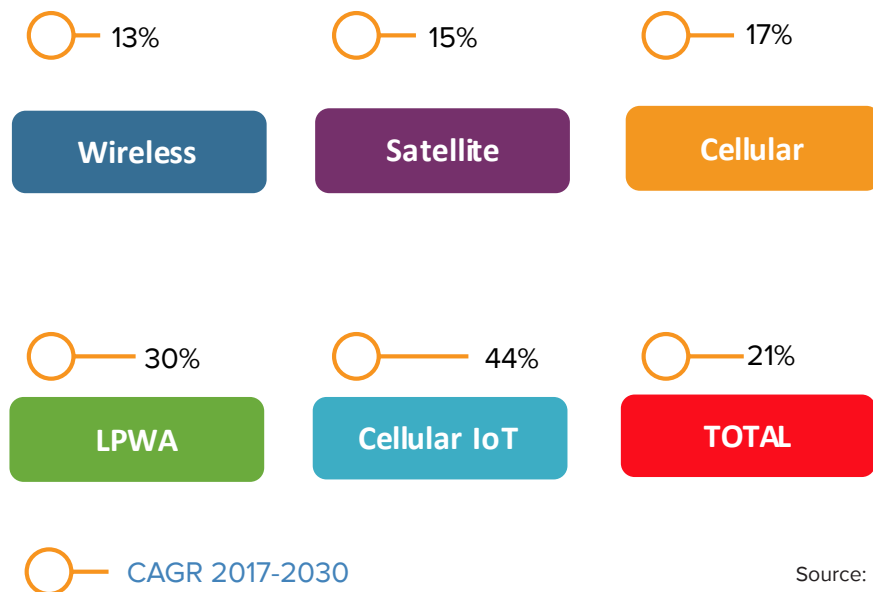 13%
15%
17%
Wireless
Satellite
Cellular
30%
44%
21%
LPWA
Cellular IoT
TOTAL
CAGR 2017-2030
Source: